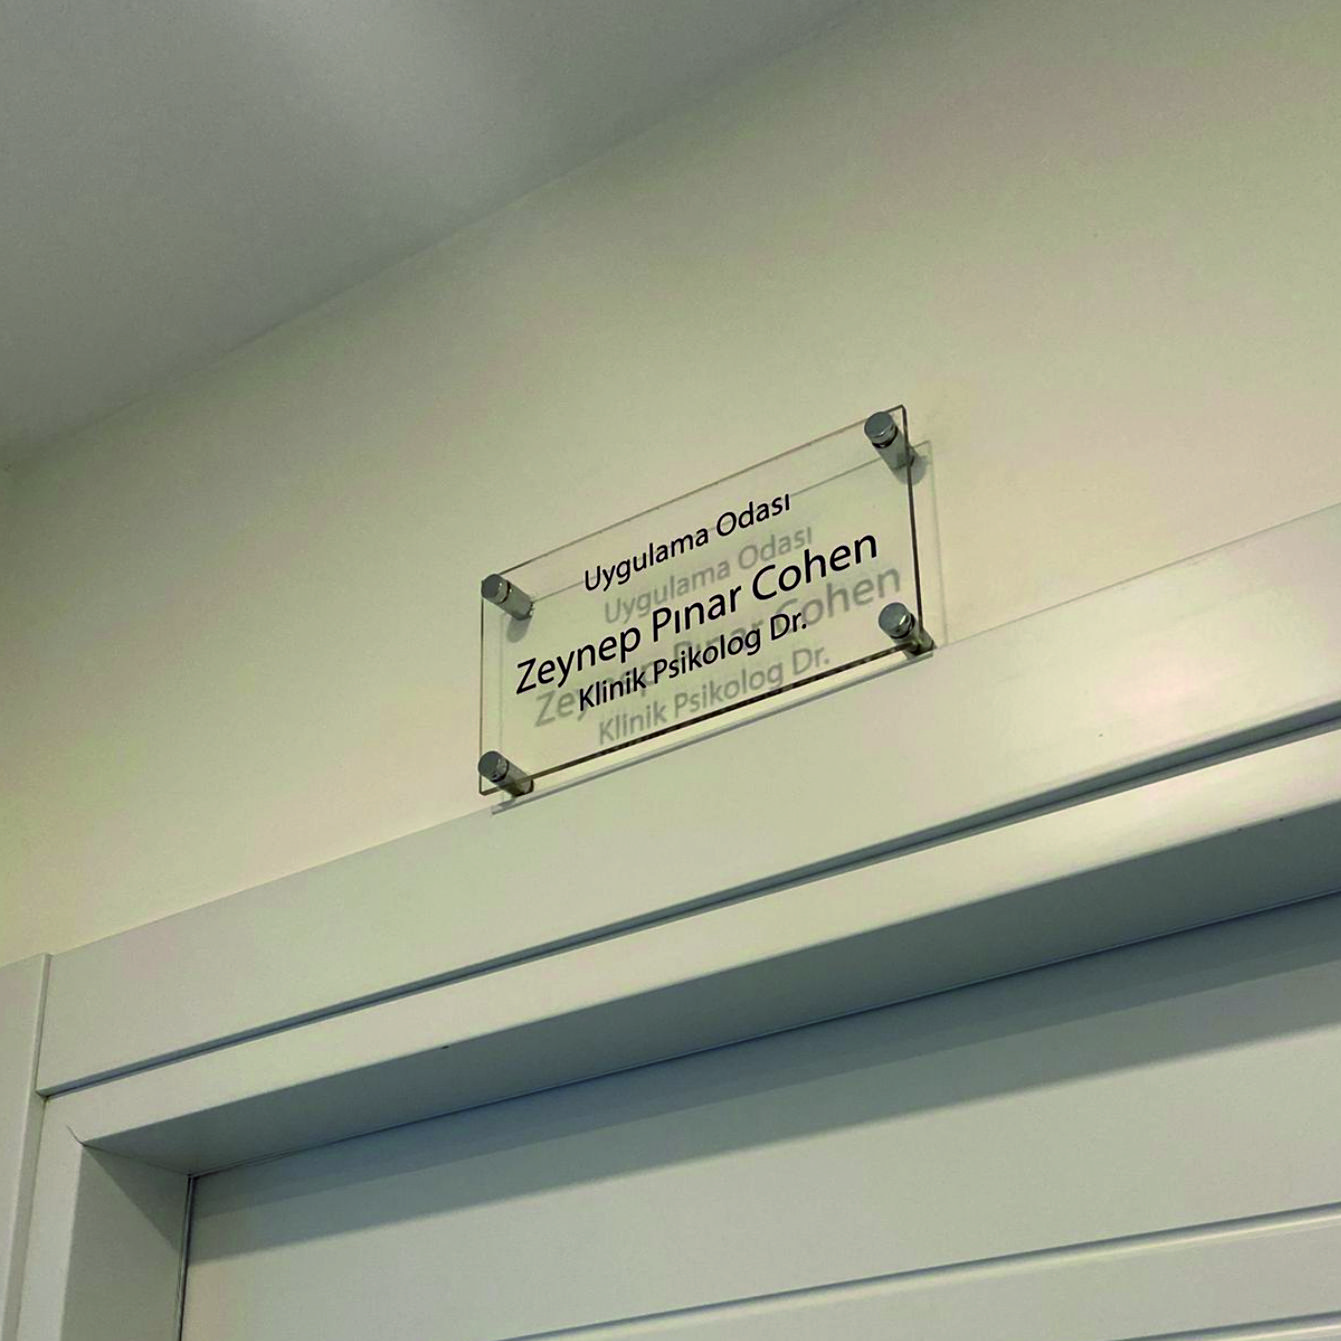 Uygulama Odası
Zeynep Pınar Cohen
Klinik Psikolog Dr.